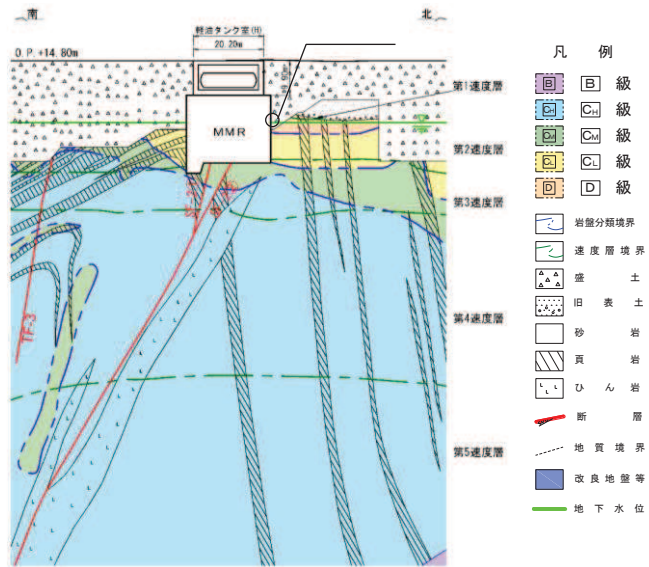 南
北
軽油タンク室(H)
20.20m
O.P.+14.80m
MMR
TF-3
第1速度層
第2速度層
第3速度層
第4速度層
第5速度層
凡 例
B B 級
CH CH 級
CM CM 級
CL CL 級
D D 級
岩盤分類境界
速度層境界
盛 土
旧 表 土
砂 岩
頁 岩
ひ ん 岩
断 層
地 質 境 界
改 良 地 盤 等
地 下 水 位